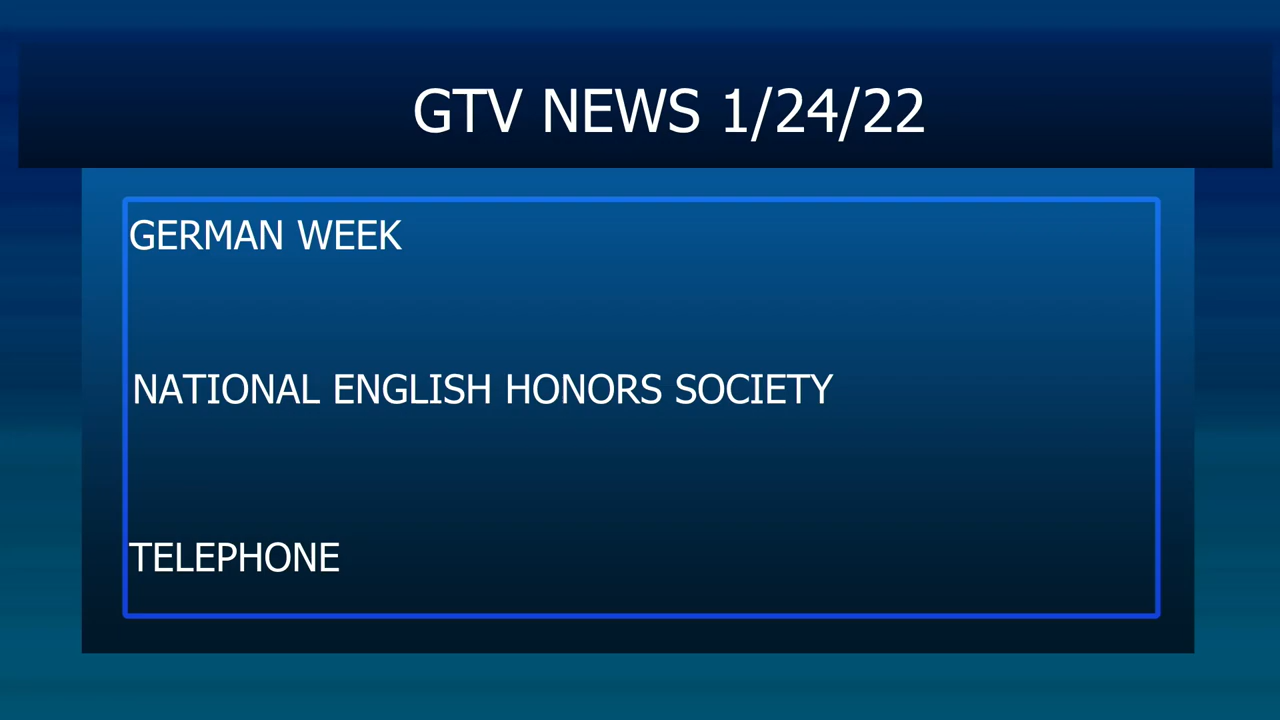 GTV NEWS 1/24/22
GERMAN WEEK
NATIONAL ENGLISH HONORS SOCIETY
TELEPHONE